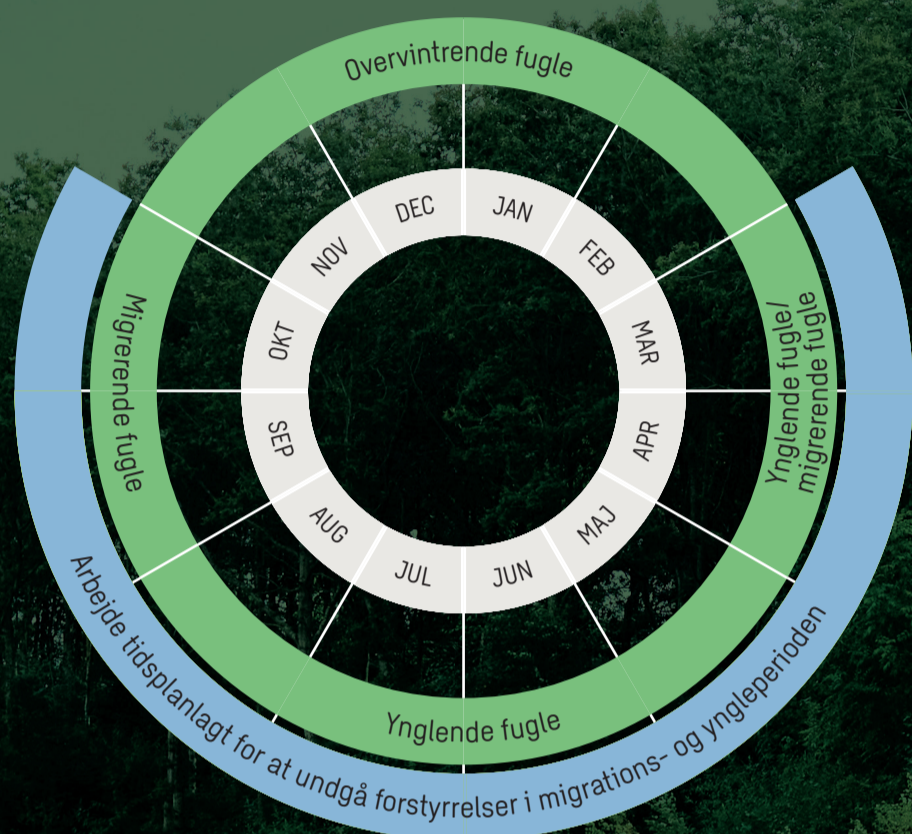 Overvintrende fugle
JAN
FEB
MAR
APR
MAJ
JUN
JUL
AUG
SEP
OKT
NOV
DEC
Ynglende fugle/
migrerende fugle
Ynglende fugle
Migrerende fugle
Arbejde tidsplanlagt for at undgå forstyrrelser i migrations- og yngleperioden